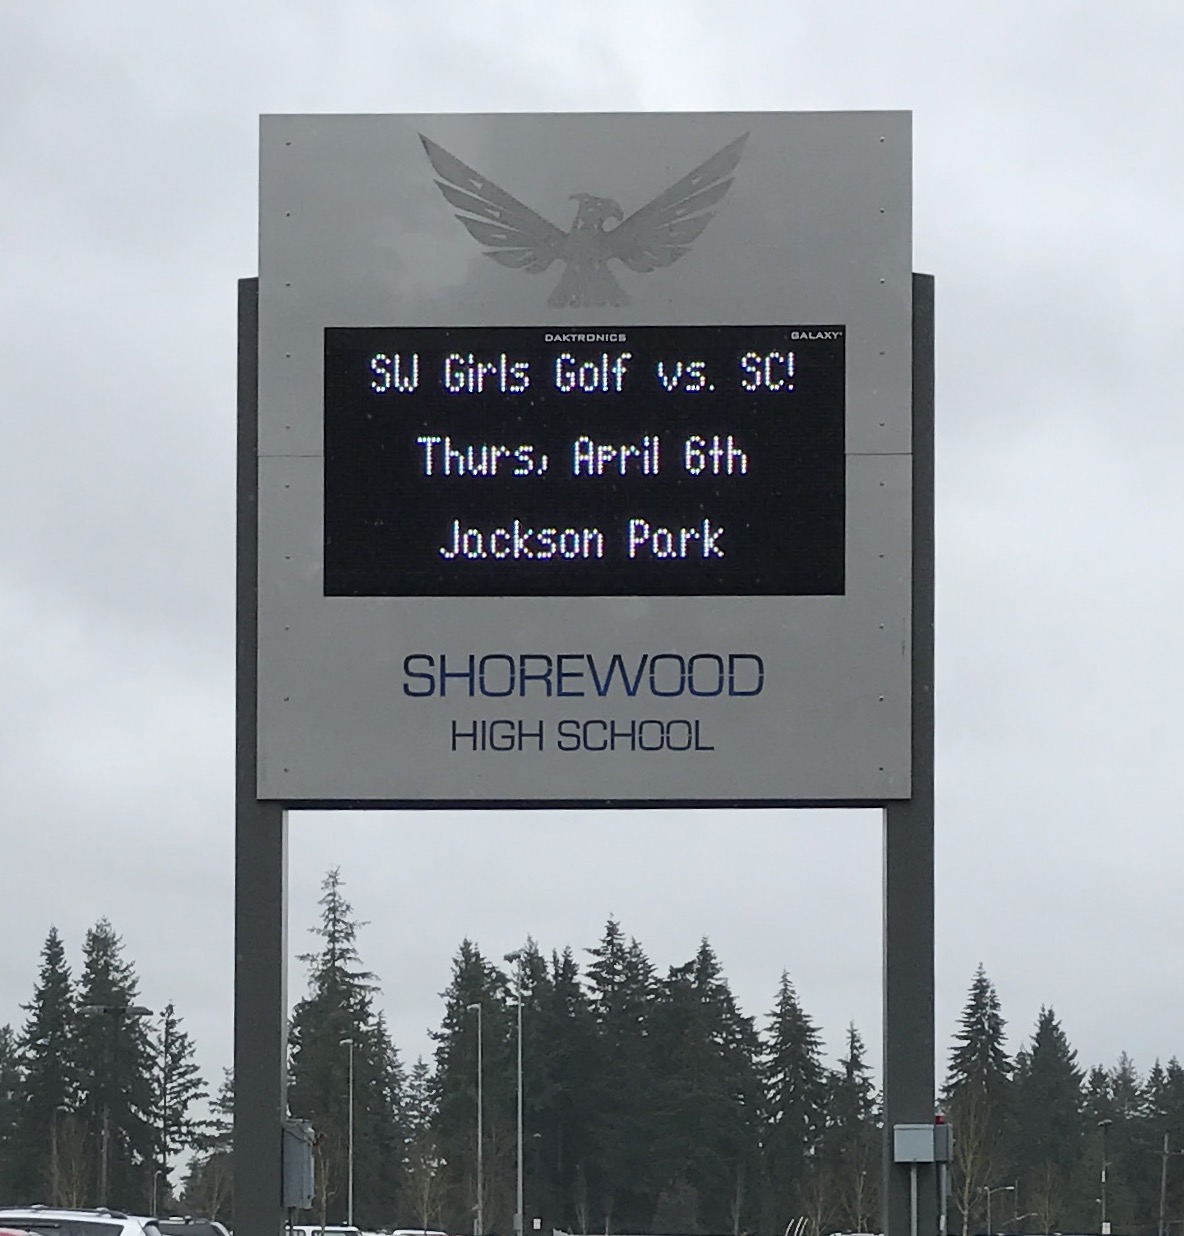 DAKTRONICS GALAXY
SW Girls Golf vs. SC!
Thurs, April 6th
Jackson Park
SHOREWOOD
HIGH SCHOOL